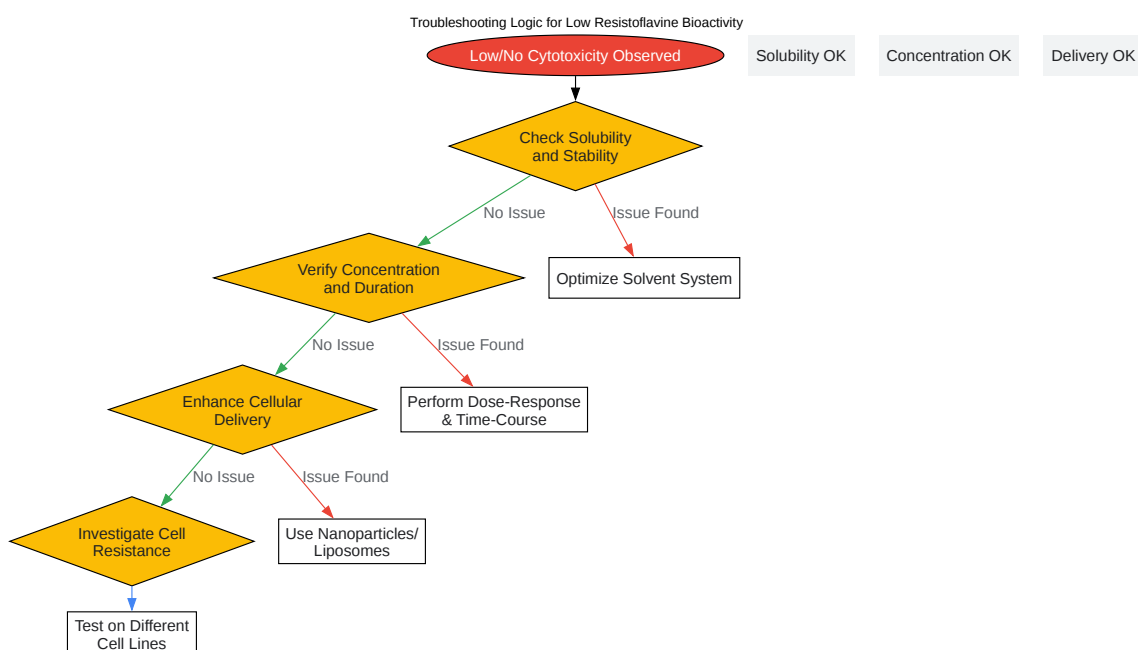 Troubleshooting Logic for Low Resistoflavine Bioactivity
Low/No Cytotoxicity Observed
Solubility OK
Concentration OK
Delivery OK
Check Solubility
and Stability
No Issue
Issue Found
Verify Concentration
and Duration
Optimize Solvent System
No Issue
Issue Found
Enhance Cellular
Delivery
Perform Dose-Response
& Time-Course
No Issue
Issue Found
Investigate Cell
Resistance
Use Nanoparticles/
Liposomes
Test on Different
Cell Lines